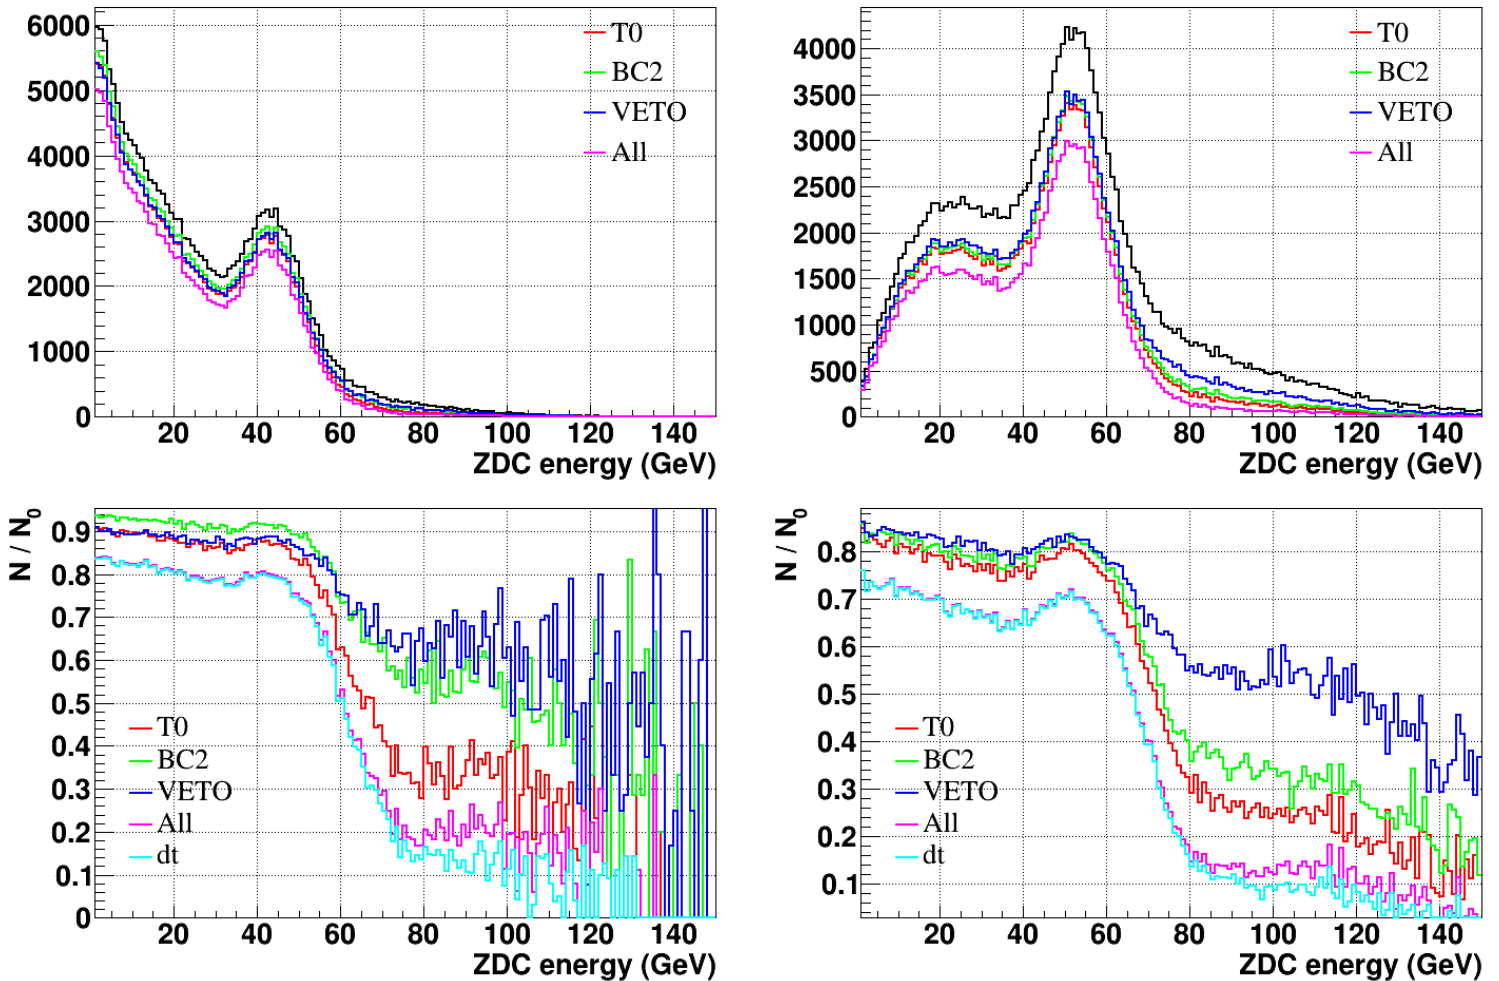 6000
5000
4000
3000
2000
1000
0
T0
BC2
VETO
All
20 40 60 80 100 120 140
ZDC energy (GeV)
4000
3500
3000
2500
2000
1500
1000
500
0
T0
BC2
VETO
All
20 40 60 80 100 120 140
ZDC energy (GeV)
N / N0
0.9
0.8
0.7
0.6
0.5
0.4
0.3
0.2
0.1
0
T0
BC2
VETO
All
dt
20 40 60 80 100 120 140
ZDC energy (GeV)
N / N0
0.8
0.7
0.6
0.5
0.4
0.3
0.2
0.1
T0
BC2
VETO
All
dt
20 40 60 80 100 120 140
ZDC energy (GeV)